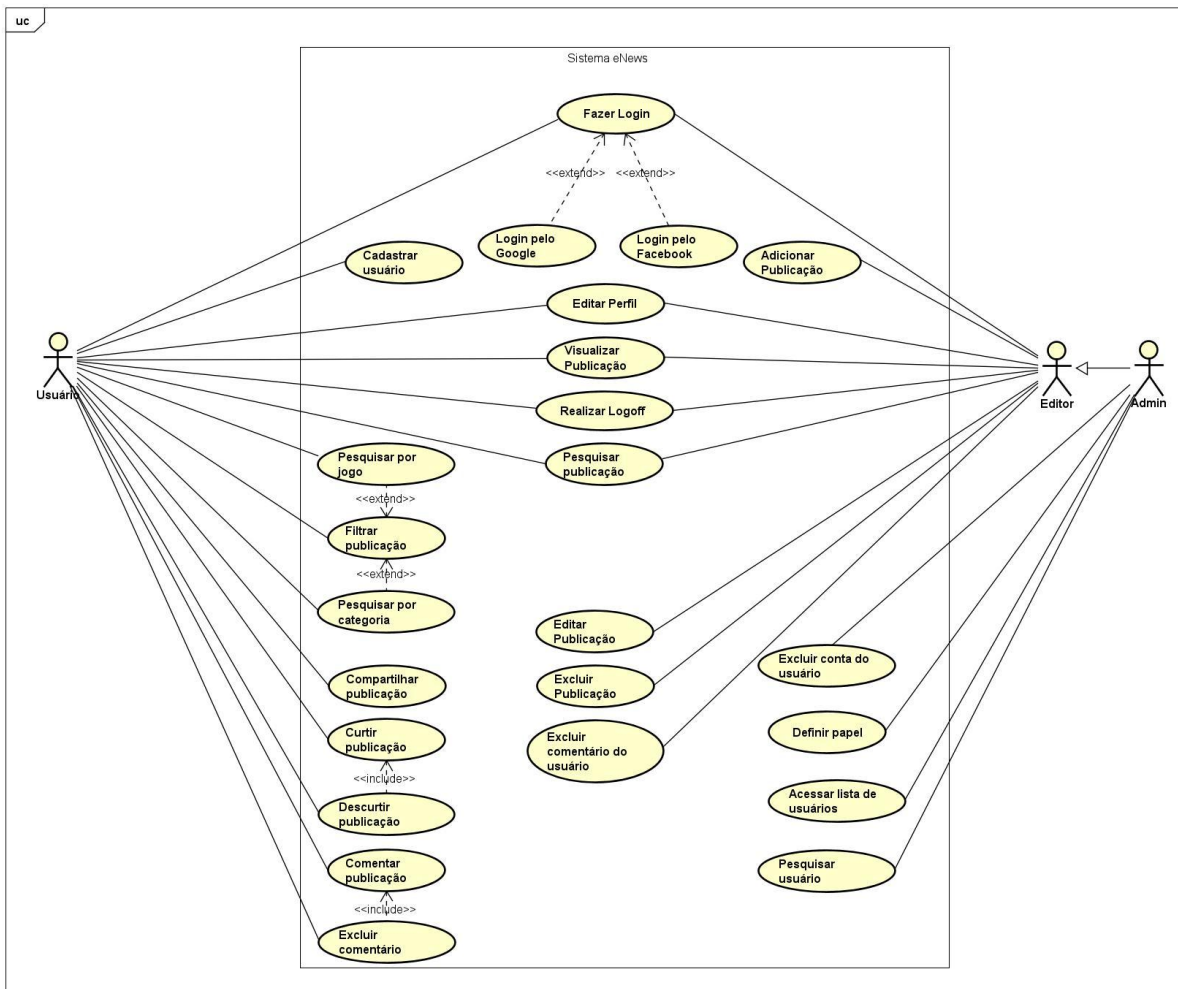 uc
Sistema eNews
Fazer Login
<<extend>>
<<extend>>
Login pelo
Google
Login pelo
Facebook
Cadastrar
usuário
Adicionar
Publicação
Editar Perfil
Visualizar
Publicação
Usuário
Editor
Admin
Realizar Logoff
Pesquisar por
jogo
Pesquisar
publicação
<<extend>>
Filtrar
publicação
<<extend>>
Pesquisar por
categoria
Editar
Publicação
Excluir conta do
usuário
Compartilhar
publicação
Excluir
Publicação
Curtir
publicação
Excluir
comentário do
usuário
Definir papel
<<include>>
Descurtir
publicação
Acessar lista de
usuários
Comentar
publicação
Pesquisar
usuário
<<include>>
Excluir
comentário